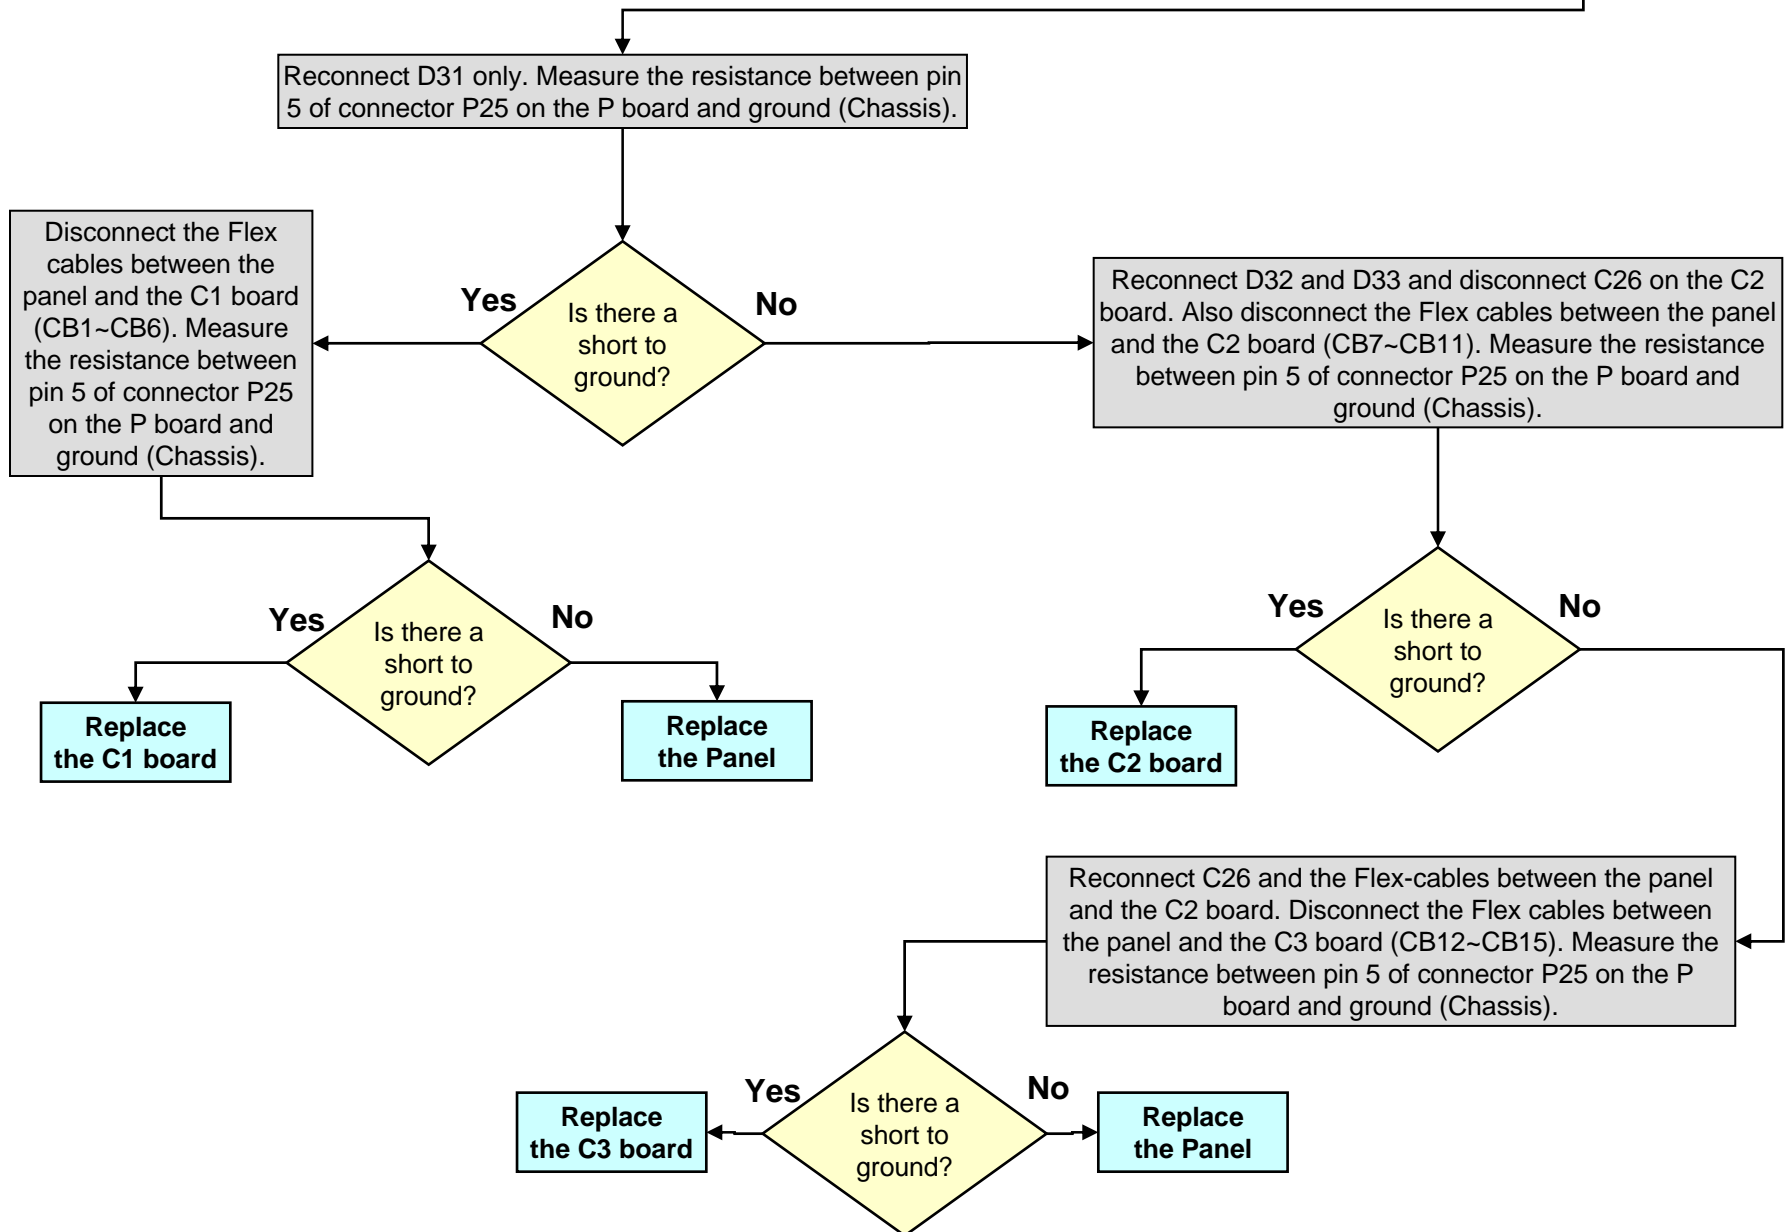 Reconnect D31 only. Measure the resistance between pin
5 of connector P25 on the P board and ground (Chassis).
Disconnect the Flex
cables between the
panel and the C1 board
(CB1~CB6). Measure
the resistance between
pin 5 of connector P25
on the P board and
ground (Chassis).
Yes
Is there a
short to
ground?
No
Reconnect D32 and D33 and disconnect C26 on the C2
board. Also disconnect the Flex cables between the panel
and the C2 board (CB7~CB11). Measure the resistance
between pin 5 of connector P25 on the P board and
ground (Chassis).
Yes
Is there a
short to
ground?
No
Replace
the C1 board
Replace
the Panel
Yes
Is there a
short to
ground?
No
Replace
the C2 board
Reconnect C26 and the Flex-cables between the panel
and the C2 board. Disconnect the Flex cables between
the panel and the C3 board (CB12~CB15). Measure the
resistance between pin 5 of connector P25 on the P
board and ground (Chassis).
Yes
Is there a
short to
ground?
No
Replace
the C3 board
Replace
the Panel